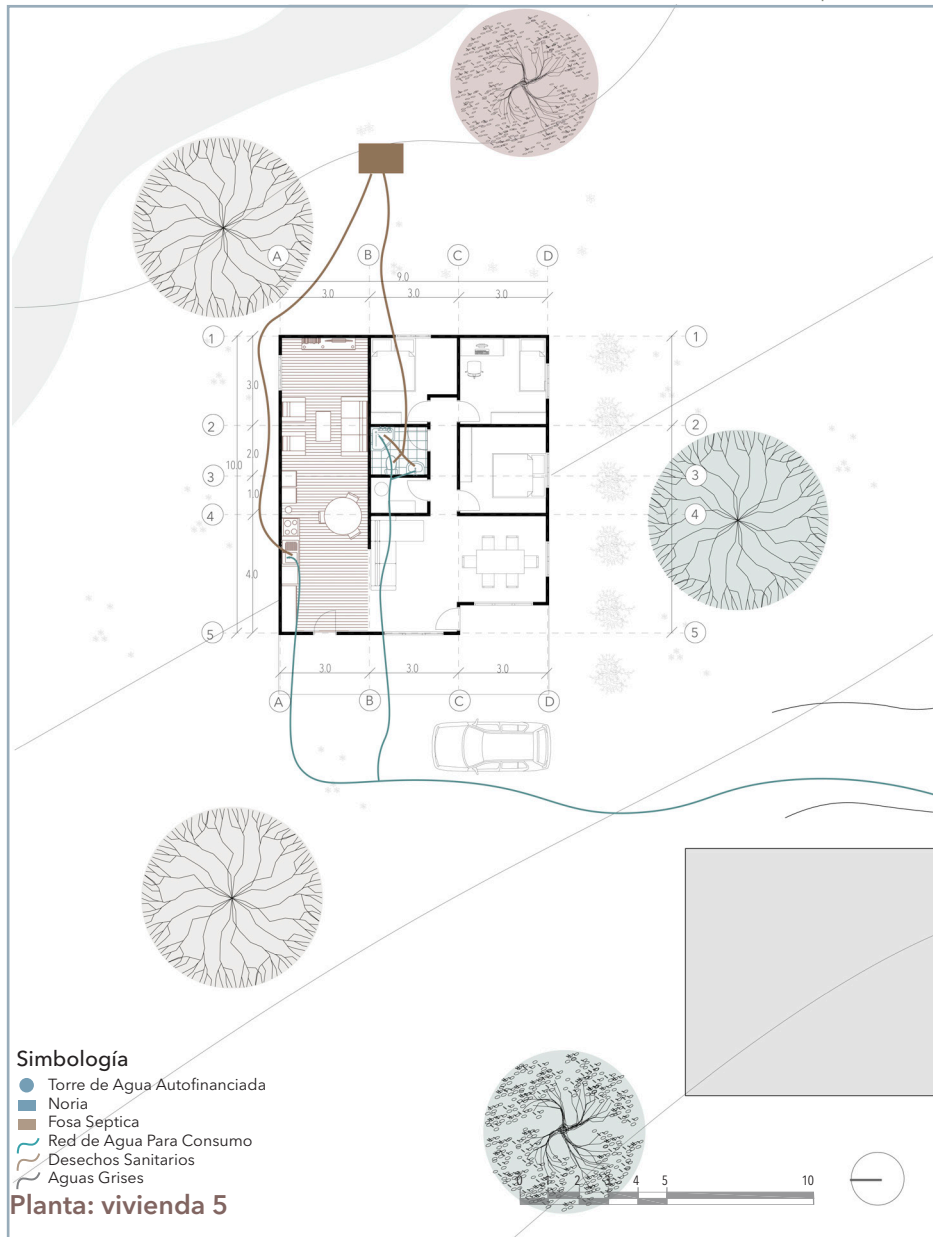 A
B
C
D
9.0
3.0 3.0 3.0
1
1
3.0
2
2
2.0
10.0
3
3
1.0
4
4
4.0
5
5
3.0 3.0 3.0
A
B
C
D
Simbología
Torre de Agua Autofinanciada
Noria
Fosa Septica
Red de Agua Para Consumo
Desechos Sanitarios
Aguas Grises
0 1 2 3 4 5 10
Planta: vivienda 5